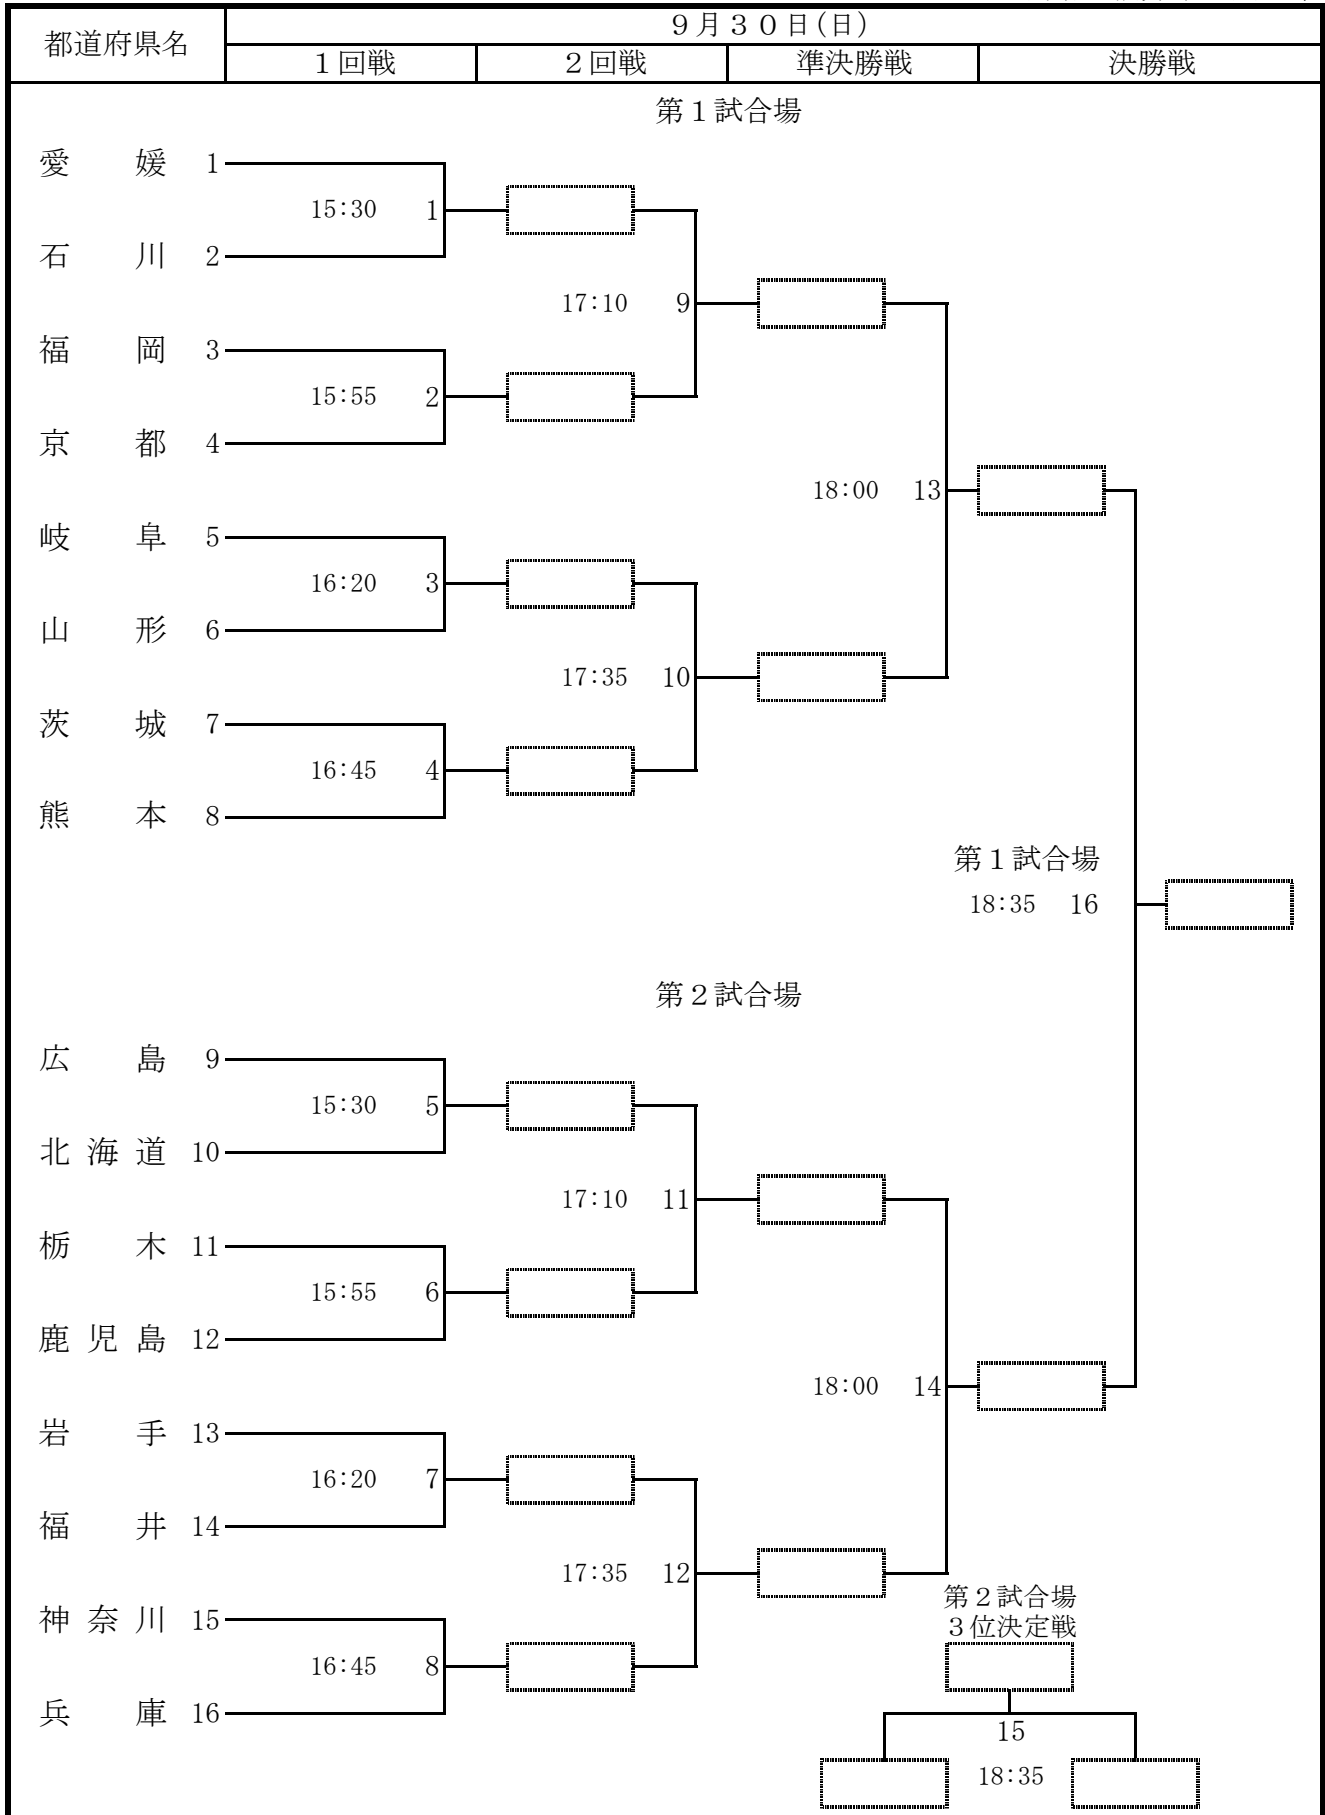 都道府県名
９月３０日(日)
１回戦 ２回戦 準決勝戦 決勝戦
第１試合場
愛媛 1
15:30 1
石川 2
17:10 9
福岡 3
15:55 2
京都 4
18:00 13
岐阜 5
16:20 3
山形 6
17:35 10
茨城 7
16:45 4
熊本 8
第１試合場
18:35 16
第２試合場
広島 9
15:30 5
北海道 10
17:10 11
栃木 11
15:55 6
鹿児島 12
18:00 14
岩手 13
16:20 7
福井 14
17:35 12
第２試合場
３位決定戦
神奈川 15
16:45 8
兵庫 16
15
18:35